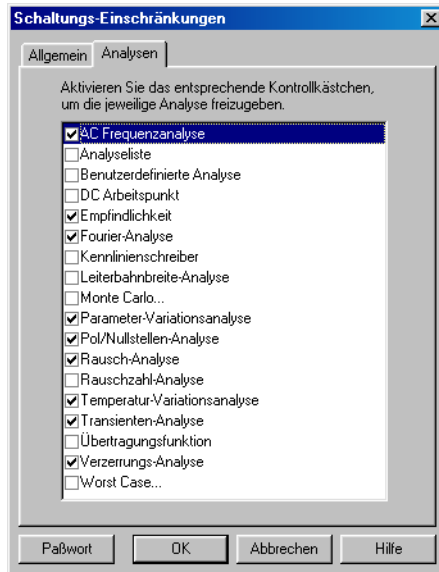 Schaltungs-Einschränkungen
Allgemein
Analysen
Aktivieren Sie das entsprechende Kontrollkästchen,
um die jeweilige Analyse freizugeben.
AC Frequenzanalyse
Analyseliste
Benutzerdefinierte Analyse
DC Arbeitspunkt
Empfindlichkeit
Fourier-Analyse
Kennlinienschreiber
Leiterbahnbreite-Analyse
Monte Carlo...
Parameter-Variationsanalyse
Pol/Nullstellen-Analyse
Rausch-Analyse
Rauschzahl-Analyse
Temperatur-Variationsanalyse
Transienten-Analyse
Übertragungsfunktion
Verzerrungs-Analyse
Worst Case...
Paßwort
OK
Abbrechen
Hilfe